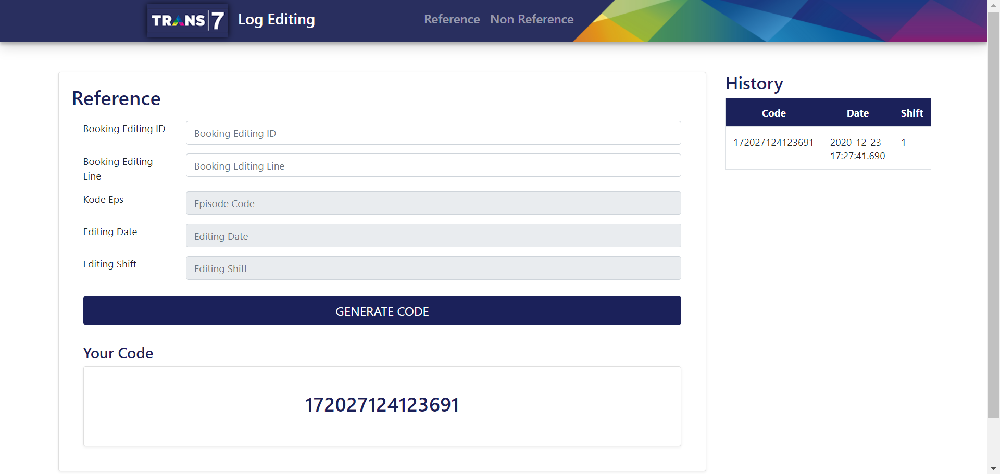 TRANS|7 Log Editing Reference Non Reference
Reference
Booking Editing ID Booking Editing ID
Booking Editing Line Booking Editing Line
Kode Eps Episode Code
Editing Date Editing Date
Editing Shift Editing Shift
GENERATE CODE
Your Code
172027124123691
History
Code Date Shift
172027124123691 2020-12-23 1
17:27:41.690